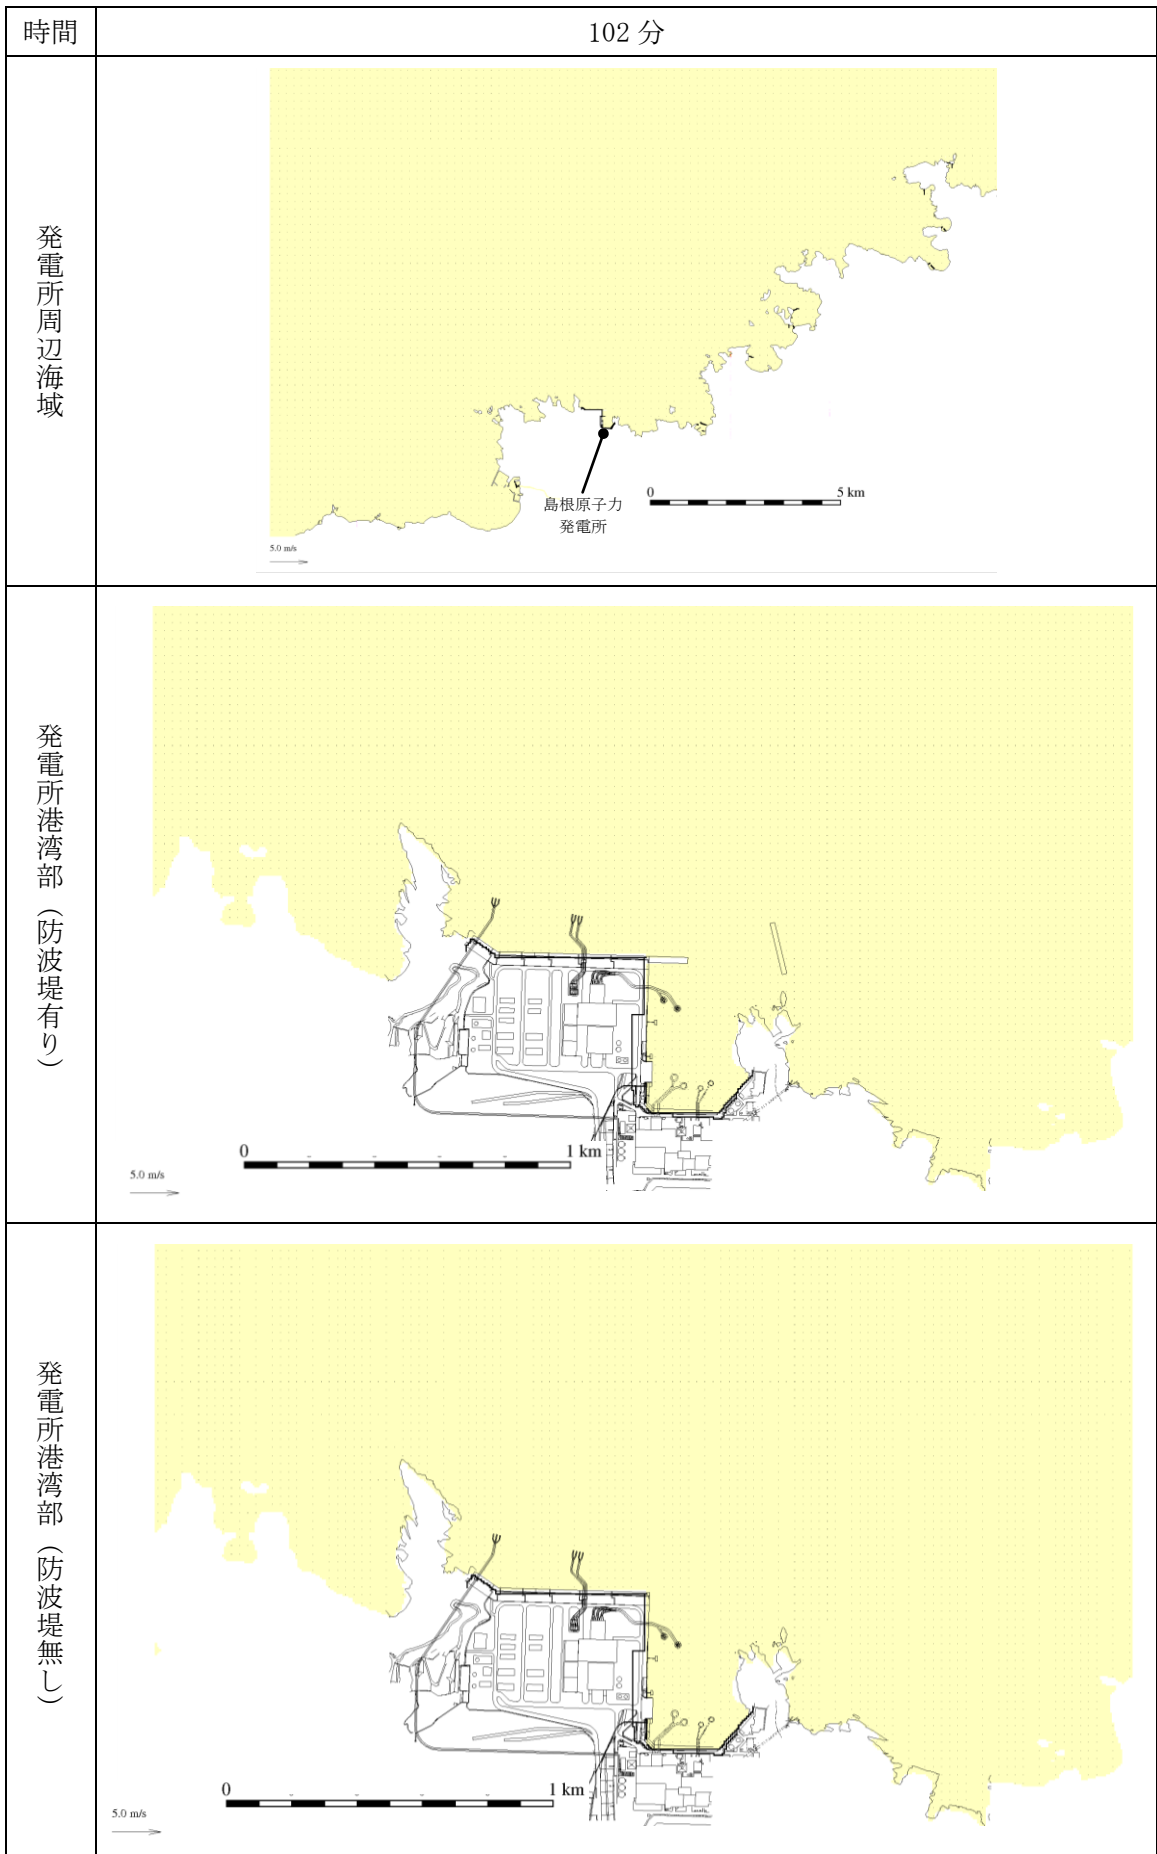 時間
102 分
発電所周辺海域
島根原子力
発電所
0
5 km
5.0 m/s
発電所港湾部（防波堤有り）
0
1 km
5.0 m/s
発電所港湾部（防波堤無し）
0
1 km
5.0 m/s